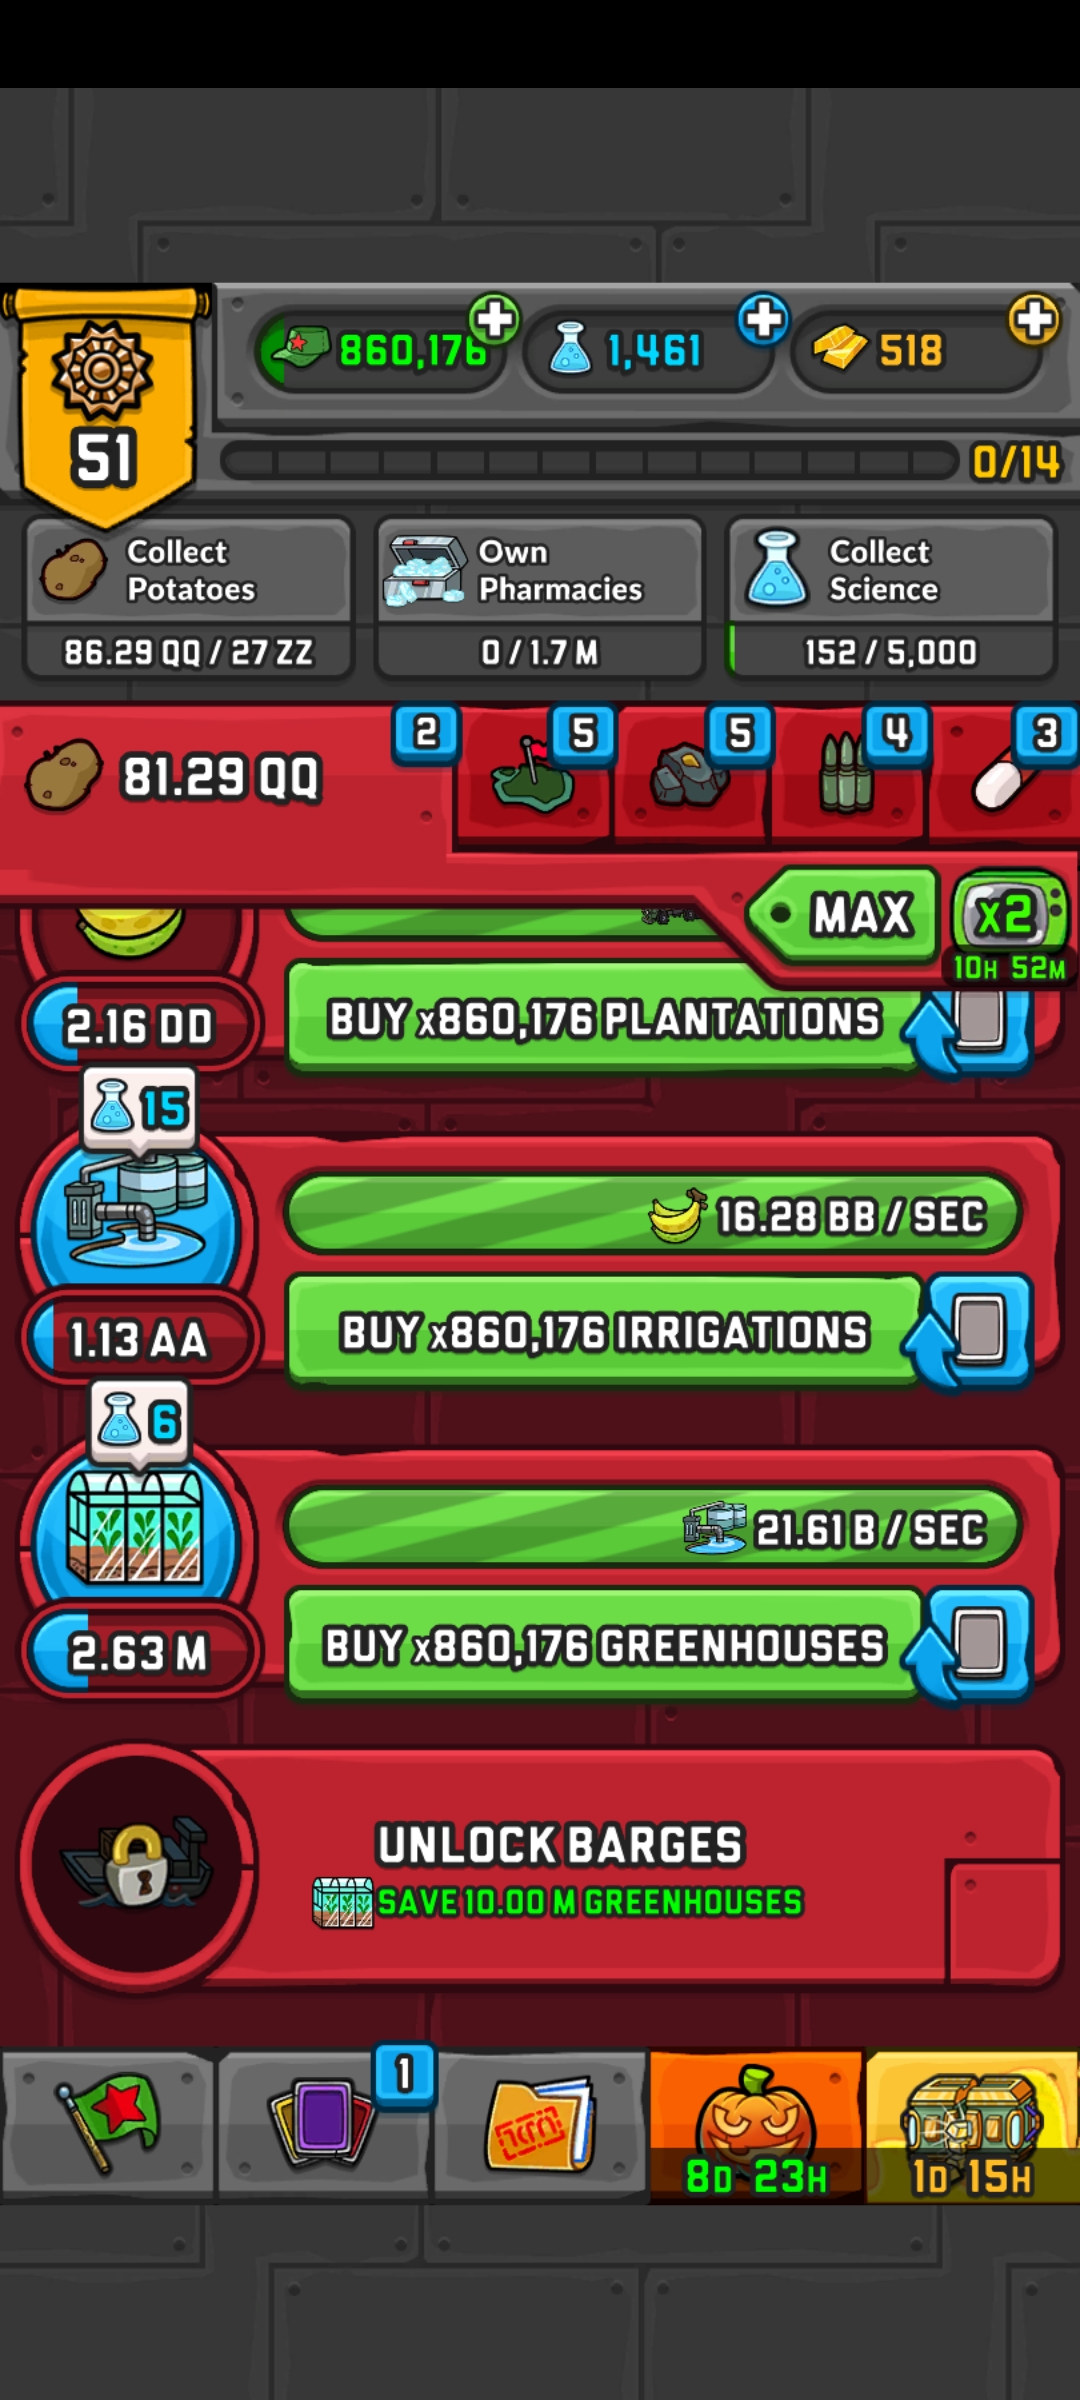 51
860,176
1,461
518
0/14
Collect
Potatoes
86.29 QQ / 27 ZZ
Own
Pharmacies
0 / 1.7 M
Collect
Science
152 / 5,000
81.29 QQ
2
5
5
4
3
MAX
x2
10H 52M
2.16 DD
BUY x860,176 PLANTATIONS
15
16.28 BB / SEC
1.13 AA
BUY x860,176 IRRIGATIONS
6
21.61 B / SEC
2.63 M
BUY x860,176 GREENHOUSES
UNLOCK BARGES
SAVE 10.00 M GREENHOUSES
1
8D 23H
1D 15H